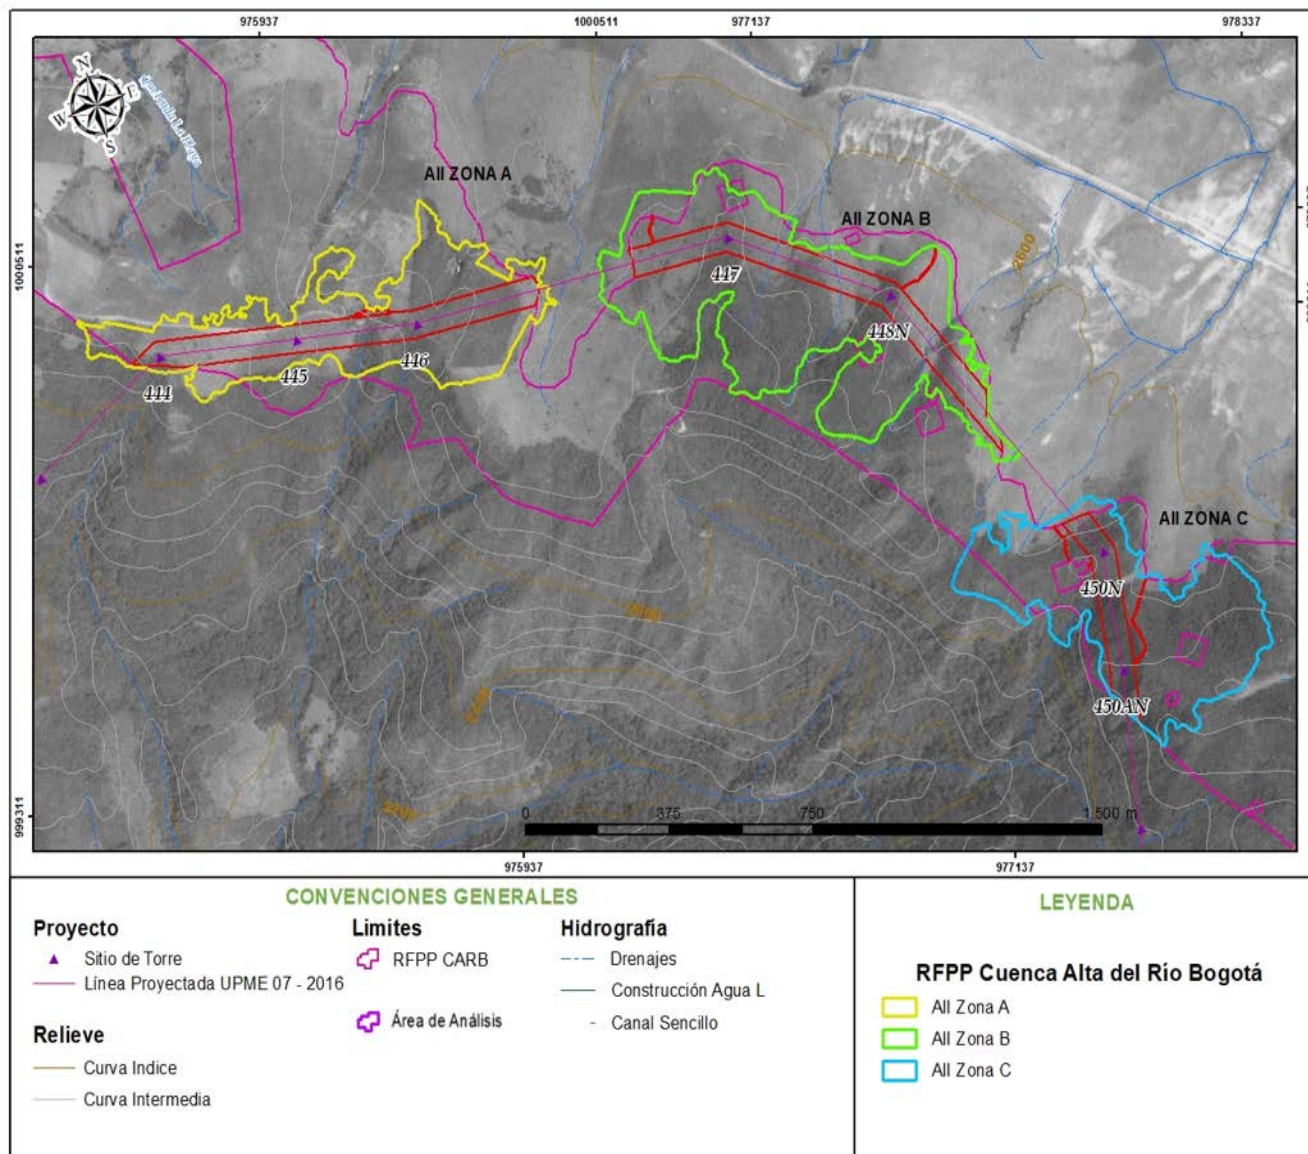 975937
1000511
977137
978337
N
E
W
S
Quebrada La Playa
AII ZONA A
AII ZONA B
1000511
2600
447
448N
446
445
444
AII ZONA C
450N
450AN
999311
0
375
750
1.500 m
975937
977137
CONVENCIONES GENERALES
Proyecto
Sitio de Torre
Línea Proyectada UPME 07 - 2016
Relieve
Curva Indice
Curva Intermedia
Limites
RFPP CARB
Área de Análisis
Hidrografía
Drenajes
Construcción Agua L
Canal Sencillo
LEYENDA
RFPP Cuenca Alta del Río Bogotá
AII Zona A
AII Zona B
AII Zona C